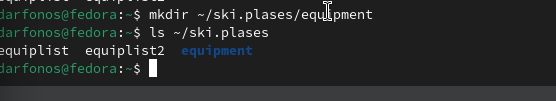 darfonos@fedora:~$ mkdir ~/ski.plases/equipment
darfonos@fedora:~$ ls ~/ski.plases
equiplist  equiplist2  equipment
darfonos@fedora:~$